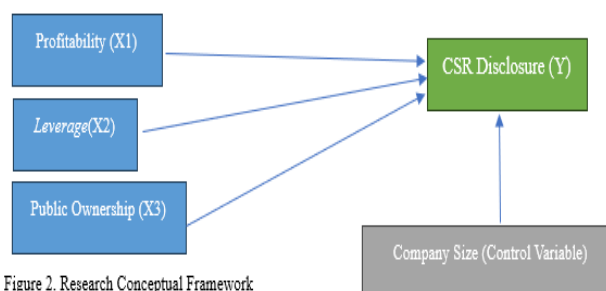 Profitability (X1)
CSR Disclosure (Y)
Leverage(X2)
Public Ownership (X3)
Company Size (Control Variable)
Figure 2. Research Conceptual Framework